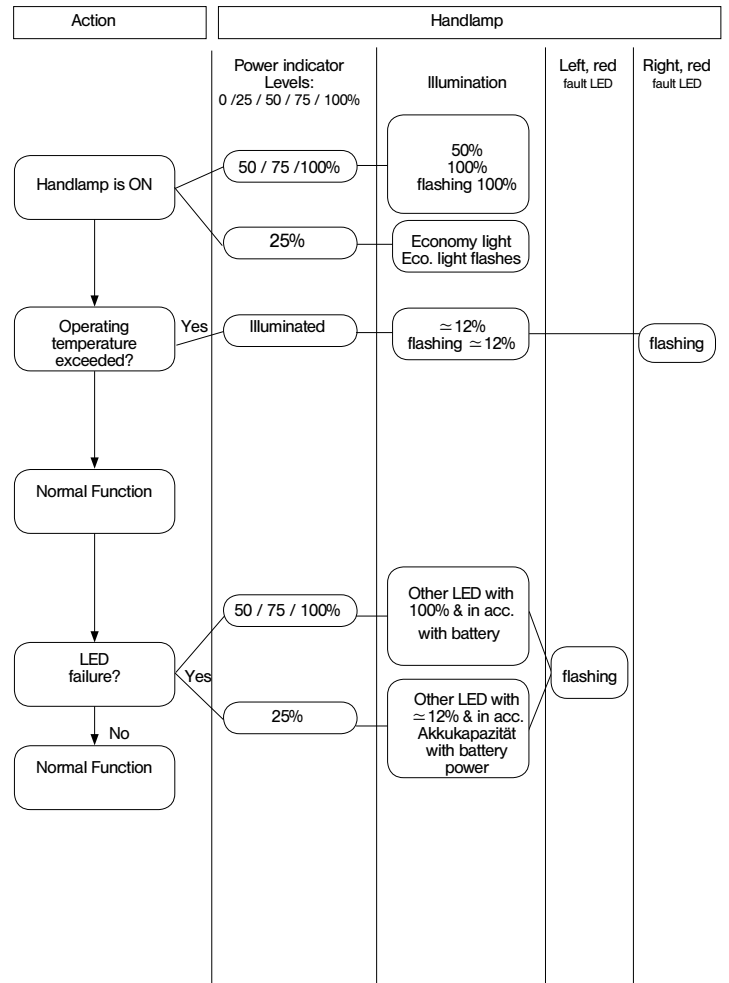 Action
Handlamp
Power indicator
Levels:
0 /25 / 50 / 75 / 100%
Illumination
Left, red
fault LED
Right, red
fault LED
Handlamp is ON
50 / 75 /100%
50%
100%
flashing 100%
25%
Economy light
Eco. light flashes
Operating
temperature
exceeded?
Yes
Illuminated
≃12%
flashing ≃12%
flashing
Normal Function
LED
failure?
Yes
50 / 75 / 100%
Other LED with
100% & in acc.
with battery
flashing
25%
Other LED with
≃12% & in acc.
Akkukapazität
with battery
power
No
Normal Function